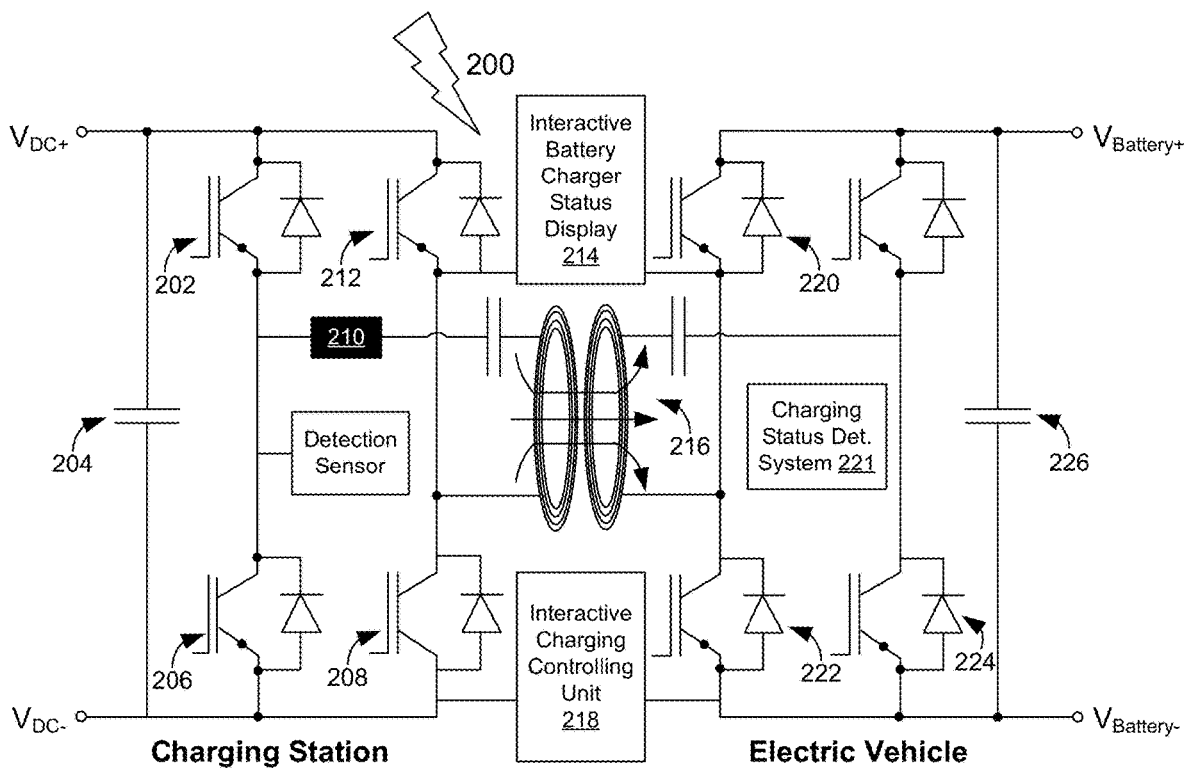 200
V_DC+
Interactive
Battery
Charger
Status
Display
214
V_Battery+
202
212
220
210
204
Detection
Sensor
216
Charging
Status Det.
System 221
226
206
208
Interactive
Charging
Controlling
Unit
218
222
224
V_DC-
V_Battery-
Charging Station
Electric Vehicle